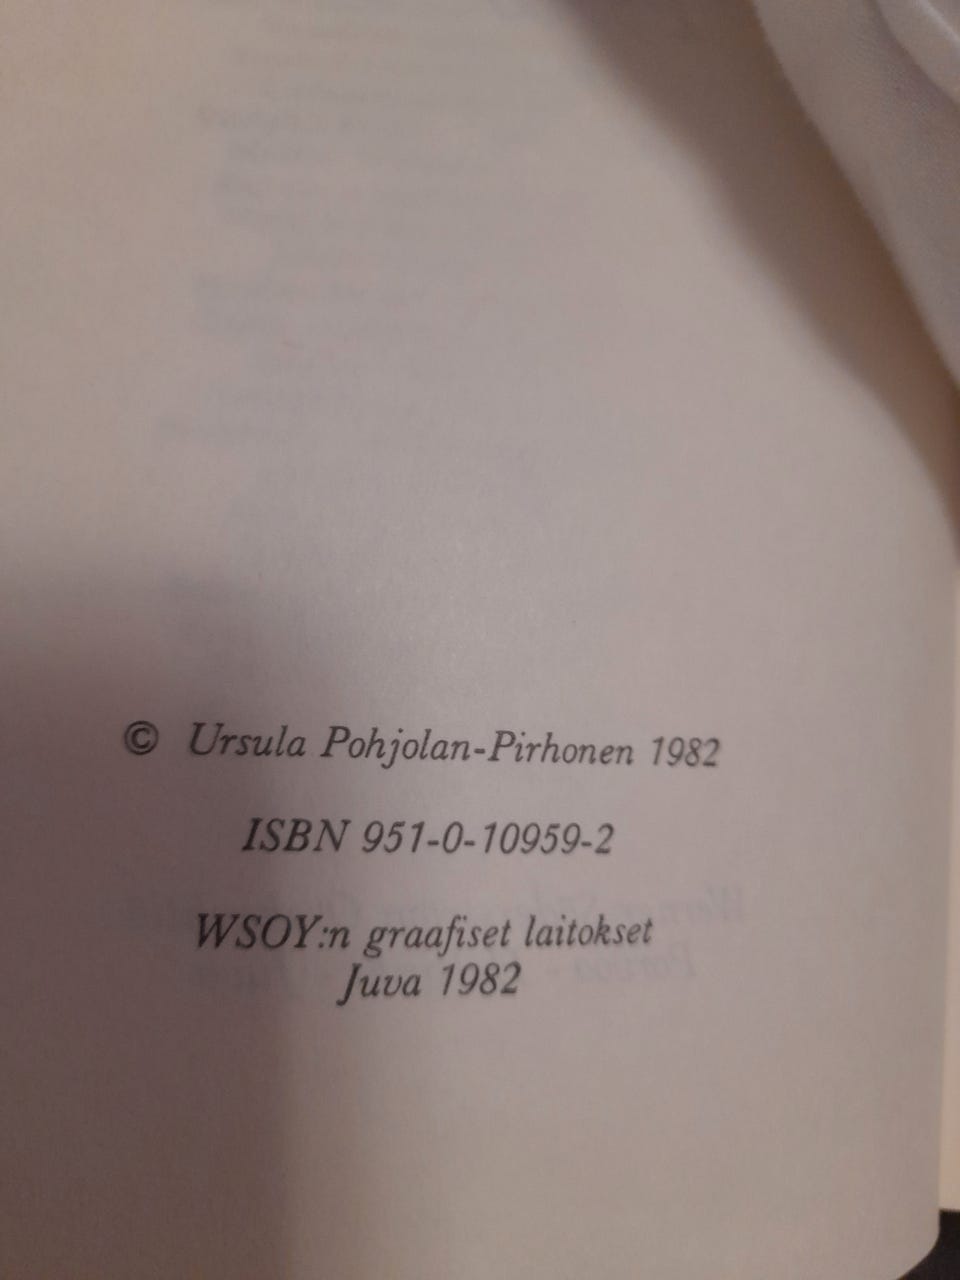 © Ursula Pohjolan-Pirhonen 1982
ISBN 951-0-10959-2
WSOY:n graafiset laitokset
Juva 1982